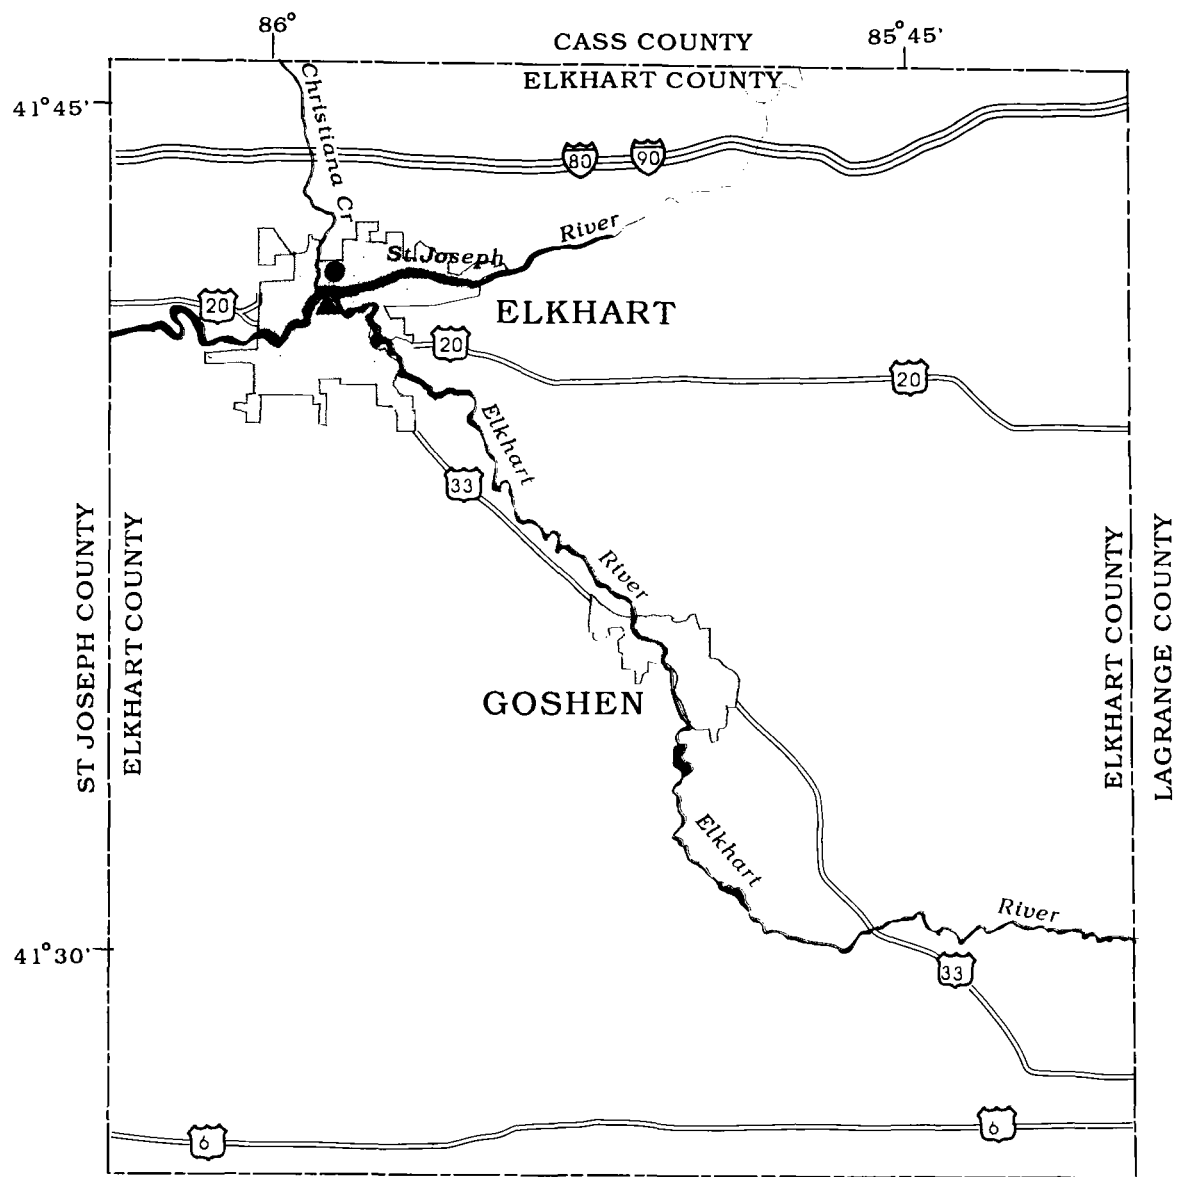 86°
CASS COUNTY
85°45'
ELKHART COUNTY
41°45'
Christiana Cr
80
90
River
St. Joseph
20
ELKHART
20
20
Elkhart
33
ST JOSEPH COUNTY
ELKHART COUNTY
ELKHART COUNTY
LAGRANGE COUNTY
River
GOSHEN
Elkhart
River
41°30'
33
6
6